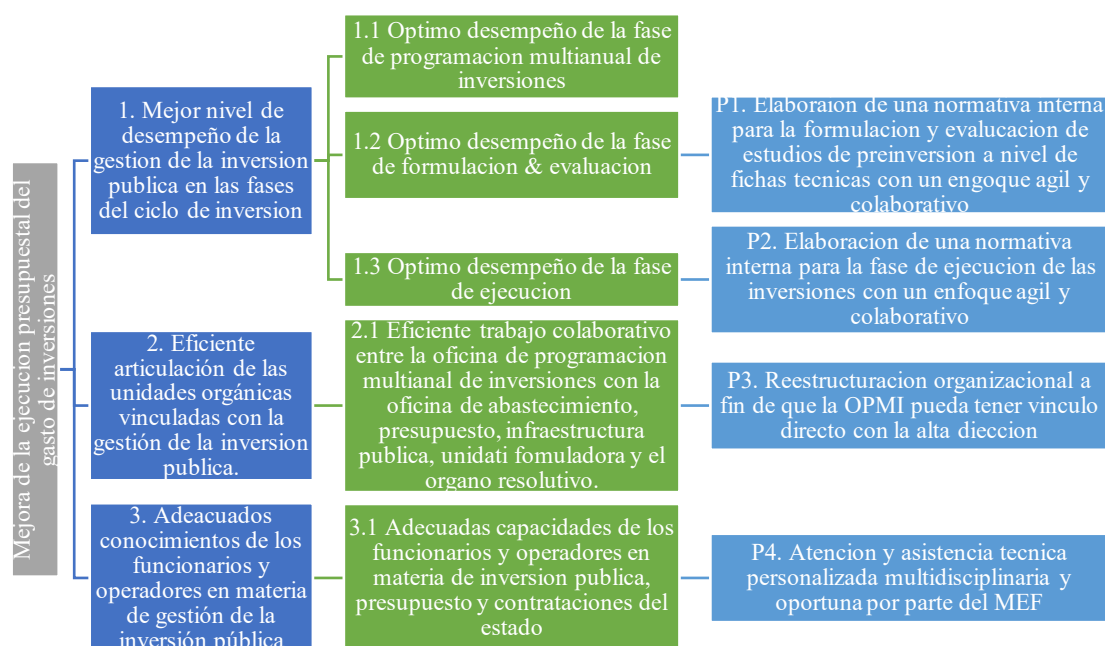 Mejora de la ejecucion presupuestal del
gasto de inversiones
1. Mejor nivel de
desempeño de la
gestion de la inversion
publica en las fases
del ciclo de inversion
1.1 Optimo desempeño de la fase
de programacion multianual de
inversiones
1.2 Optimo desempeño de la fase
de formulacion & evaluacion
P1. Elaboraion de una normativa interna
para la formulacion y evalucacion de
estudios de preinversion a nivel de
fichas tecnicas con un engoque agil y
colaborativo
1.3 Optimo desempeño de la fase
de ejecucion
P2. Elaboracion de una normativa
interna para la fase de ejecucion de las
inversiones con un enfoque agil y
colaborativo
2. Eficiente
articulación de las
unidades orgánicas
vinculadas con la
gestión de la inversion
publica.
2.1 Eficiente trabajo colaborativo
entre la oficina de programacion
multianal de inversiones con la
oficina de abastecimiento,
presupuesto, infraestructura
publica, unidati fomuladora y el
organo resolutivo.
P3. Reestructuracion organizacional a
fin de que la OPMI pueda tener vinculo
directo con la alta dieccion
3. Adeacuados
conocimientos de los
funcionarios y
operadores en materia
de gestión de la
inversión pública
3.1 Adecuadas capacidades de los
funcionarios y operadores en
materia de inversion publica,
presupuesto y contrataciones del
estado
P4. Atencion y asistencia tecnica
personalizada multidisciplinaria y
oportuna por parte del MEF